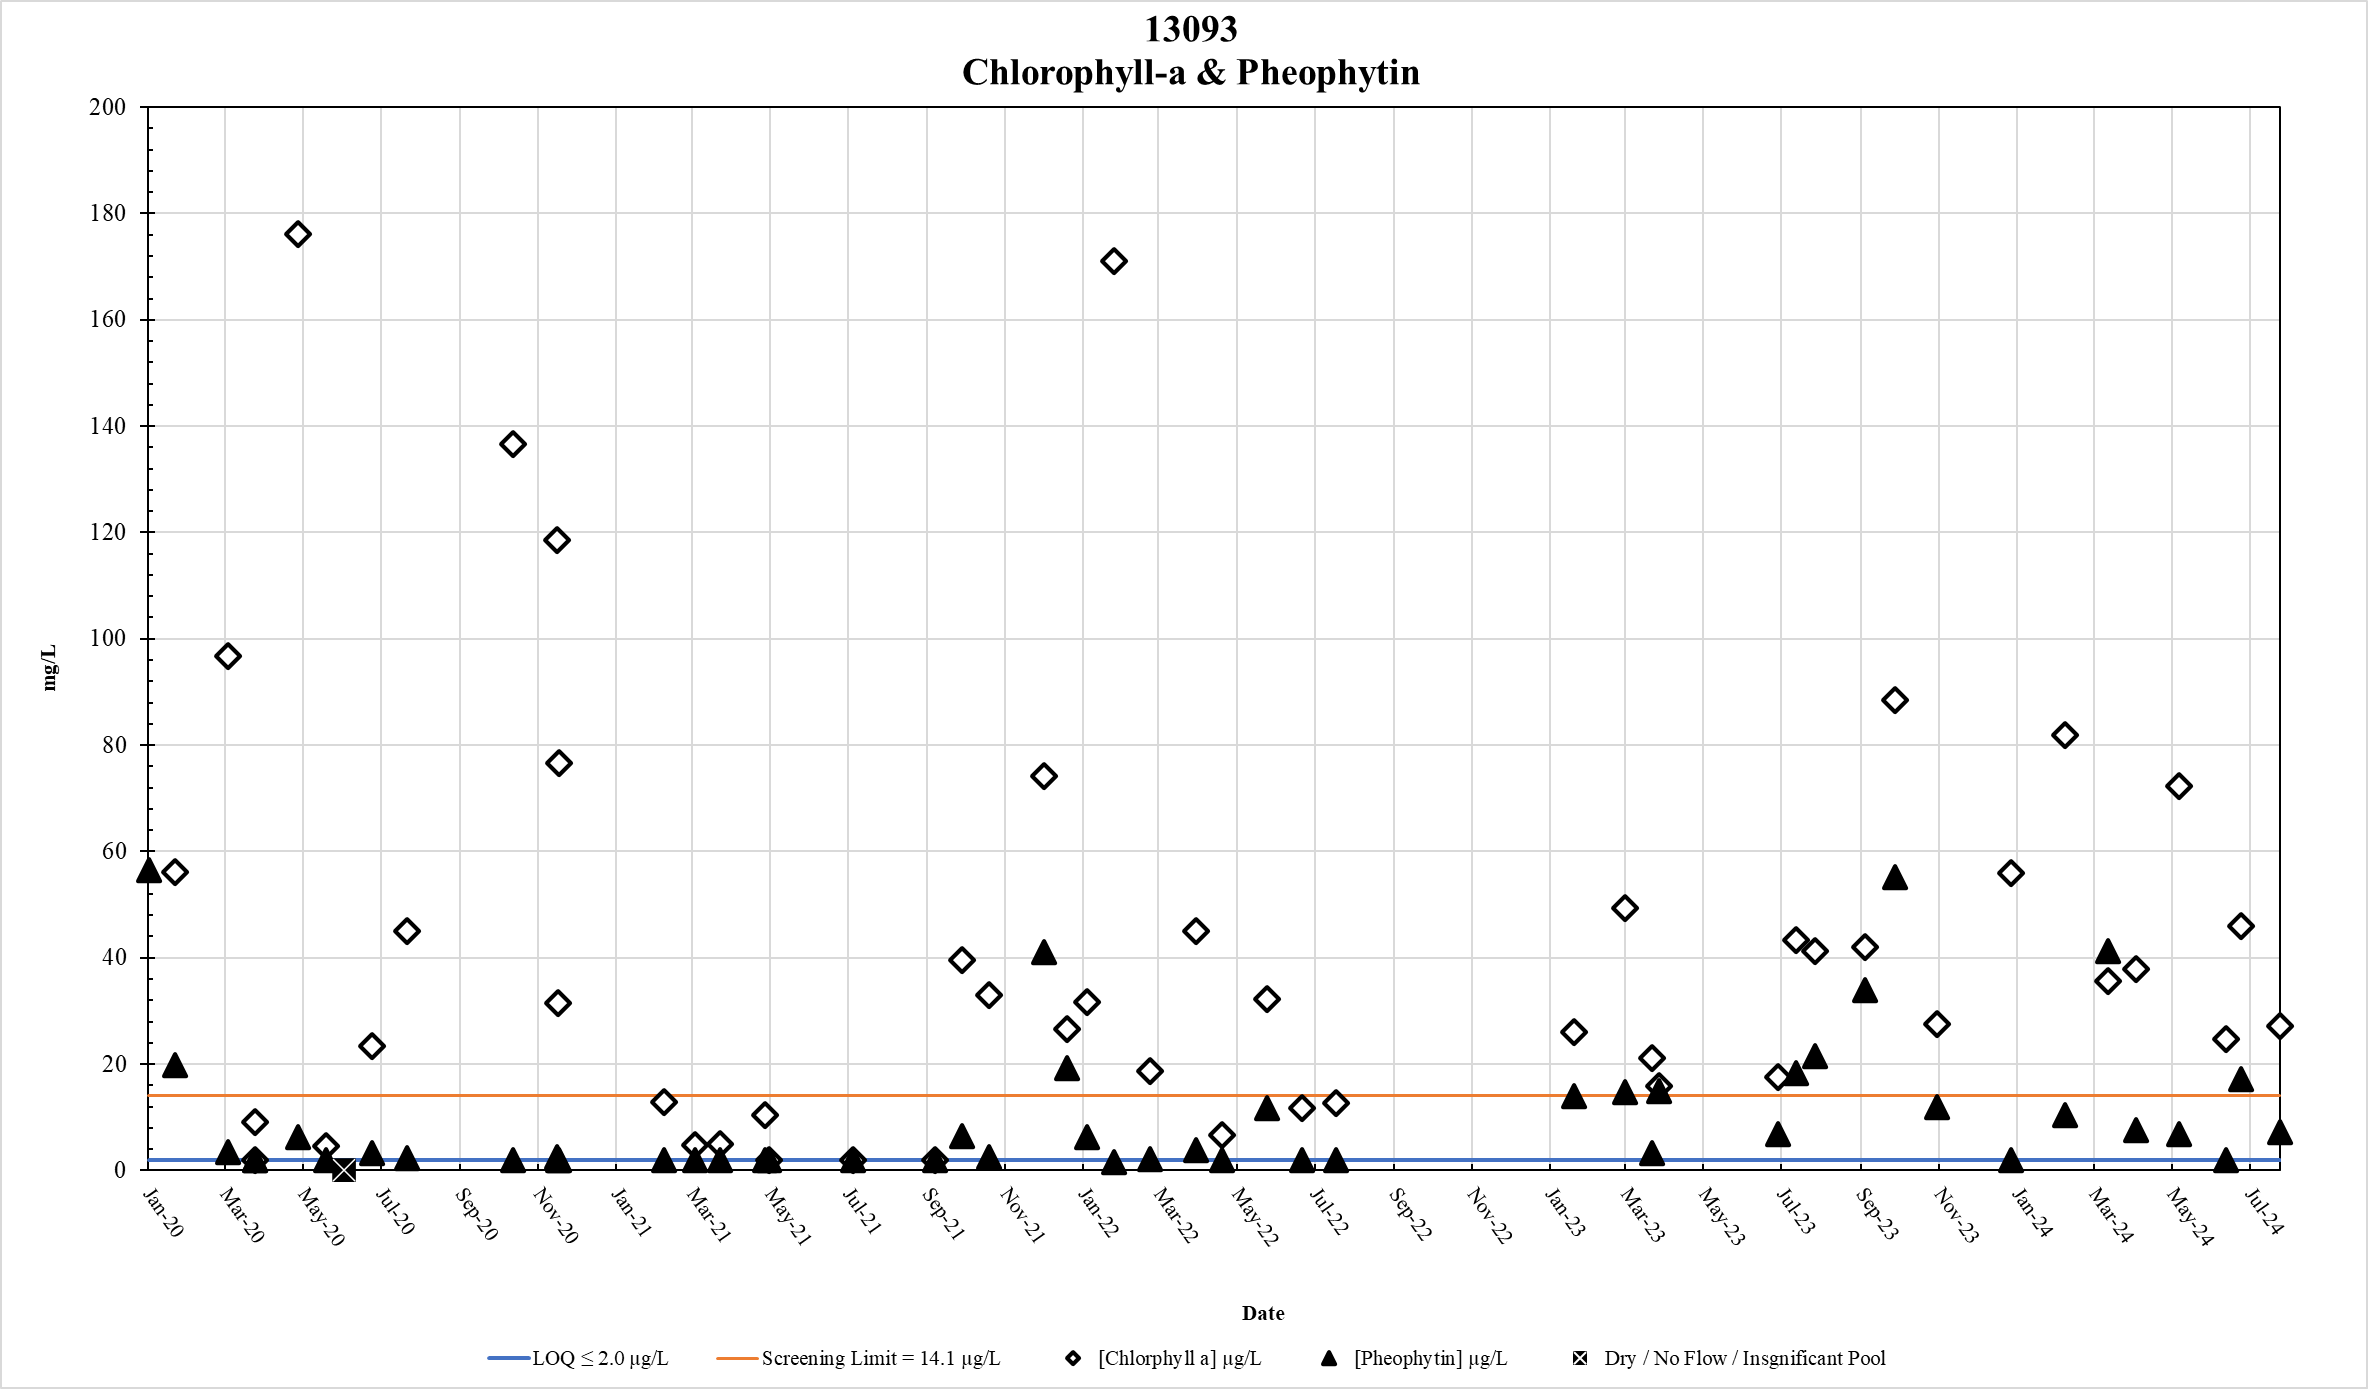 13093
Chlorophyll-a & Pheophytin
200
180
160
140
120
100
80
60
40
20
0
mg/L
Jan-20
Mar-20
May-20
Jul-20
Sep-20
Nov-20
Jan-21
Mar-21
May-21
Jul-21
Sep-21
Nov-21
Jan-22
Mar-22
May-22
Jul-22
Sep-22
Nov-22
Jan-23
Mar-23
May-23
Jul-23
Sep-23
Nov-23
Jan-24
Mar-24
May-24
Jul-24
Date
LOQ ≤ 2.0 µg/L
Screening Limit = 14.1 µg/L
[Chlorphyll a] µg/L
[Pheophytin] µg/L
Dry / No Flow / Insgnificant Pool